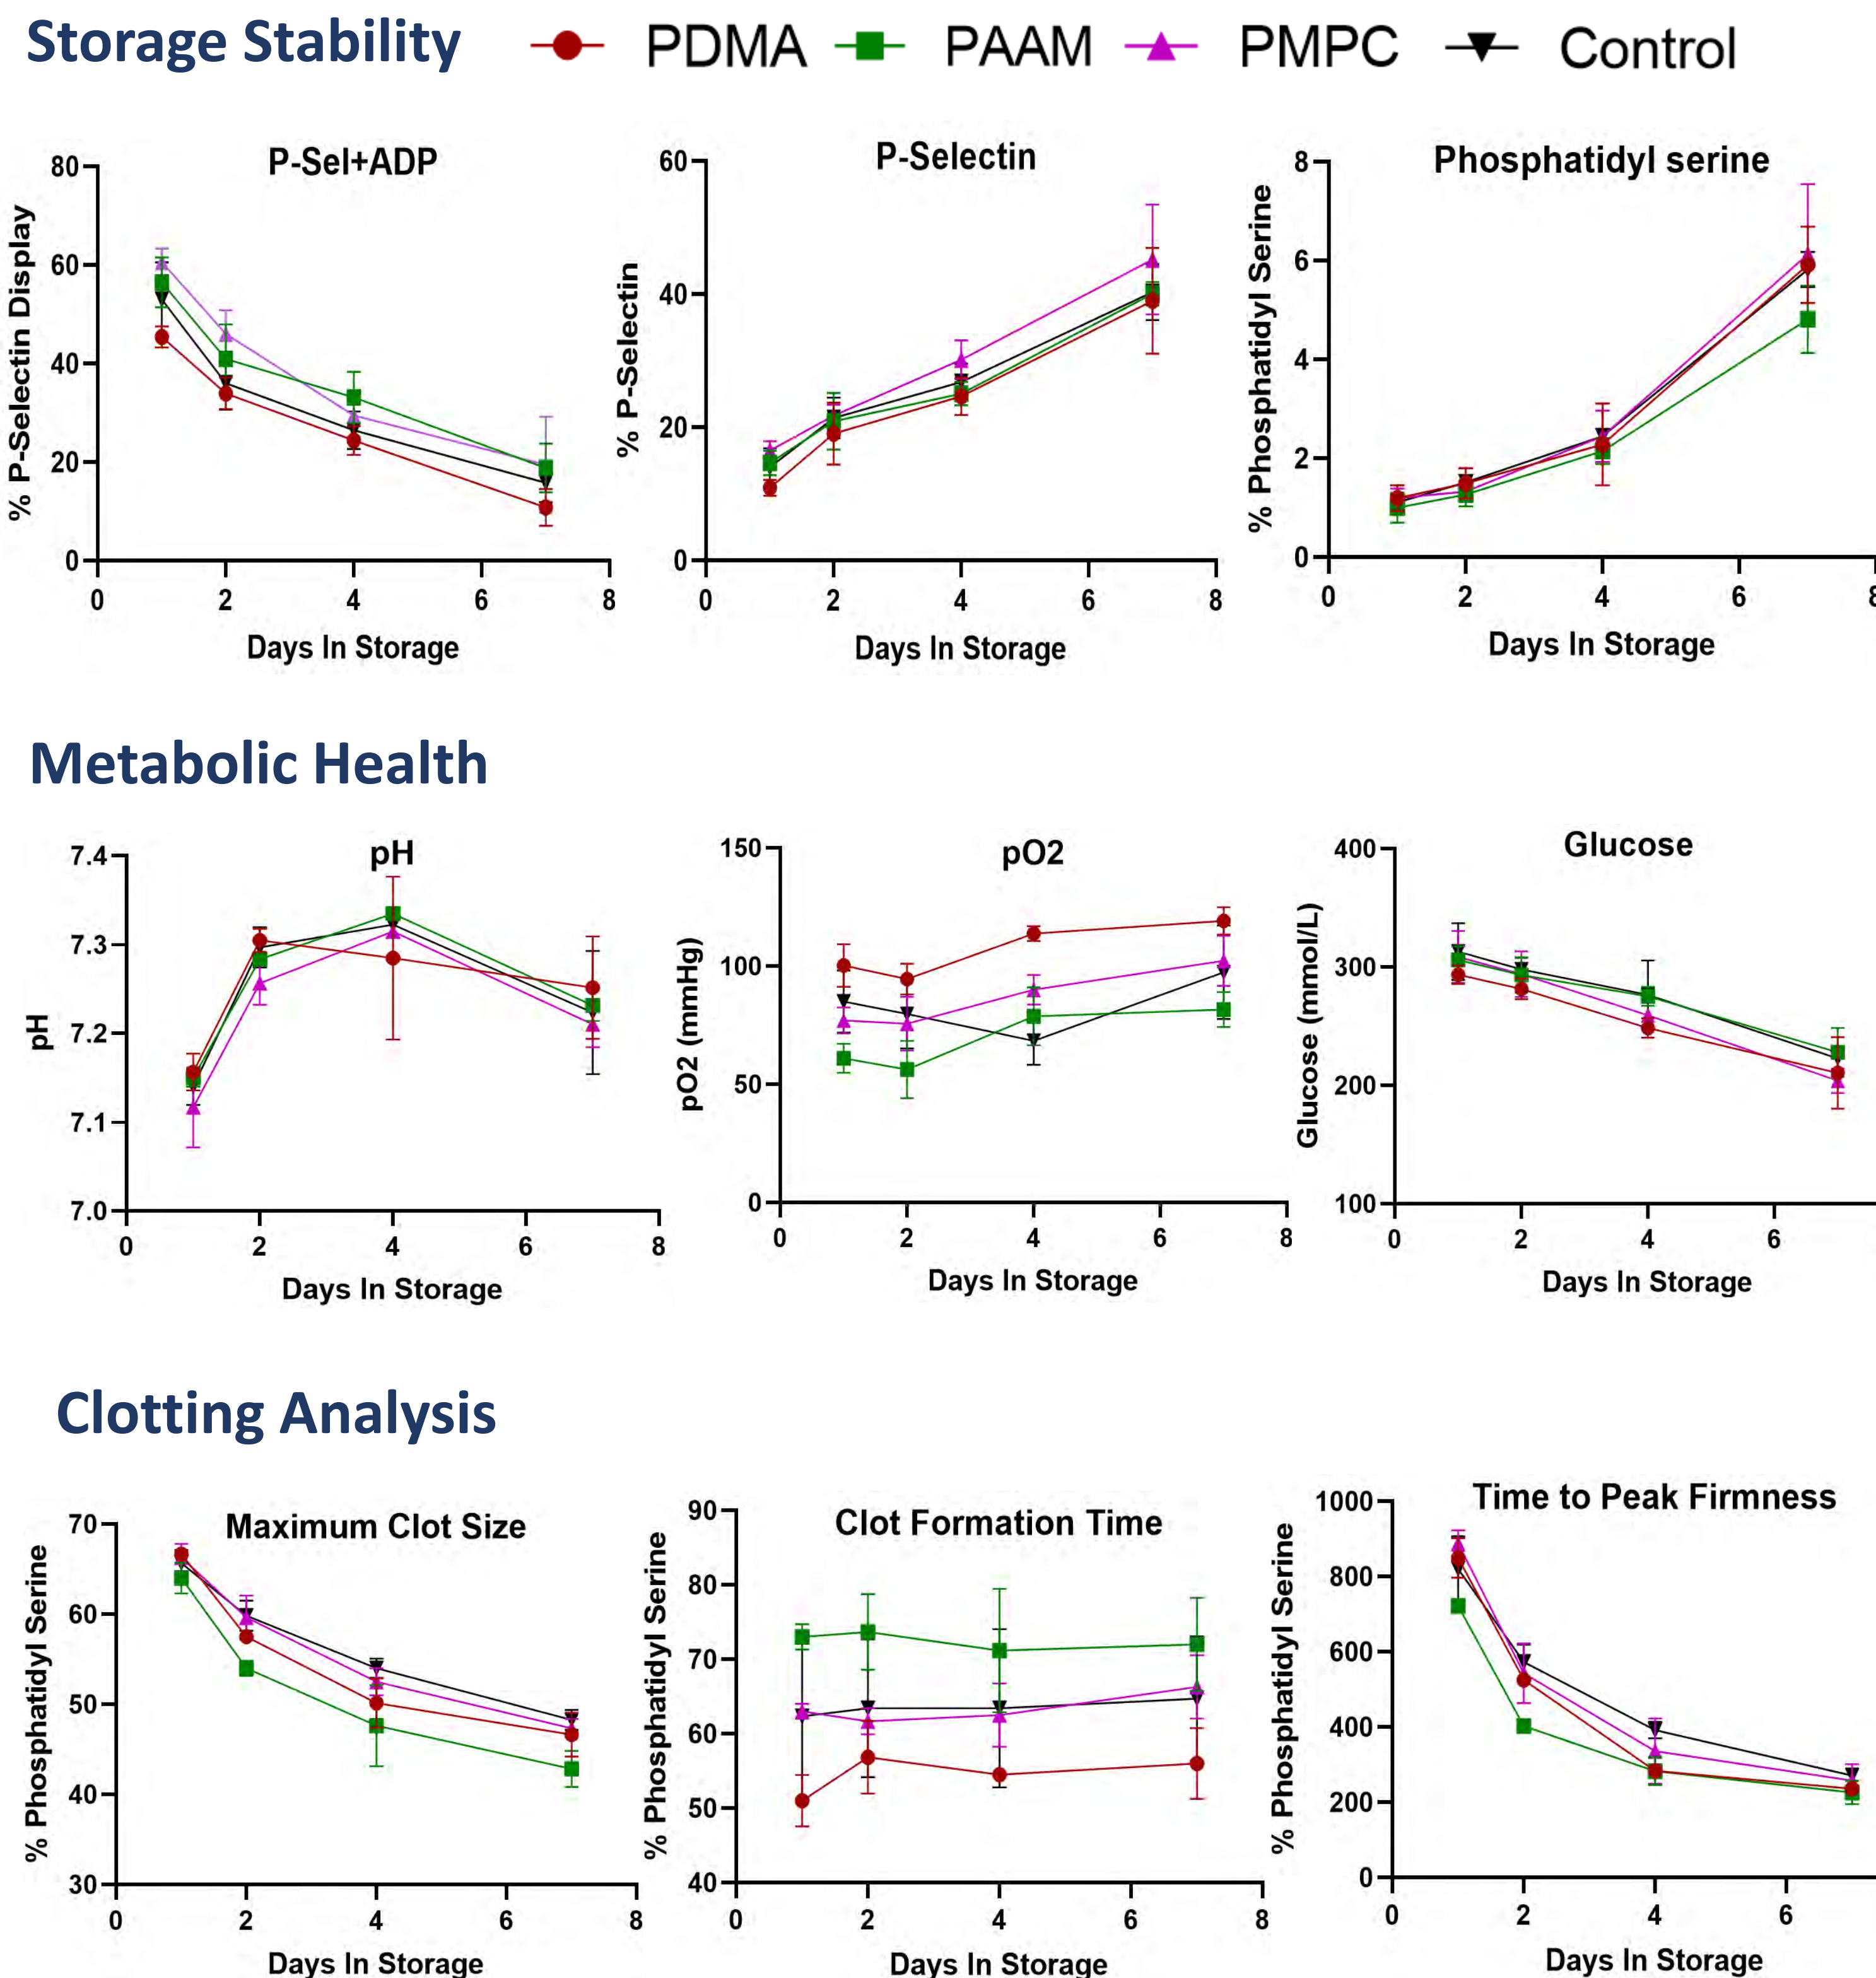 Storage Stability
PDMA PAAM PMPC Control
P-Sel+ADP
% P-Selectin Display
80
60
40
20
0
0 2 4 6 8
Days In Storage
P-Selectin
% P-Selectin
60
40
20
0
0 2 4 6 8
Days In Storage
Phosphatidyl serine
% Phosphatidyl Serine
8
6
4
2
0
0 2 4 6 8
Days In Storage
Metabolic Health
pH
pH
7.4
7.3
7.2
7.1
7.0
0 2 4 6 8
Days In Storage
pO2
pO2 (mmHg)
150
100
50
0
0 2 4 6 8
Days In Storage
Glucose
Glucose (mmol/L)
400
300
200
100
0 2 4 6
Days In Storage
Clotting Analysis
Maximum Clot Size
% Phosphatidyl Serine
70
60
50
40
30
0 2 4 6 8
Days In Storage
Clot Formation Time
% Phosphatidyl Serine
90
80
70
60
50
40
0 2 4 6 8
Days In Storage
Time to Peak Firmness
% Phosphatidyl Serine
1000
800
600
400
200
0
0 2 4 6
Days In Storage